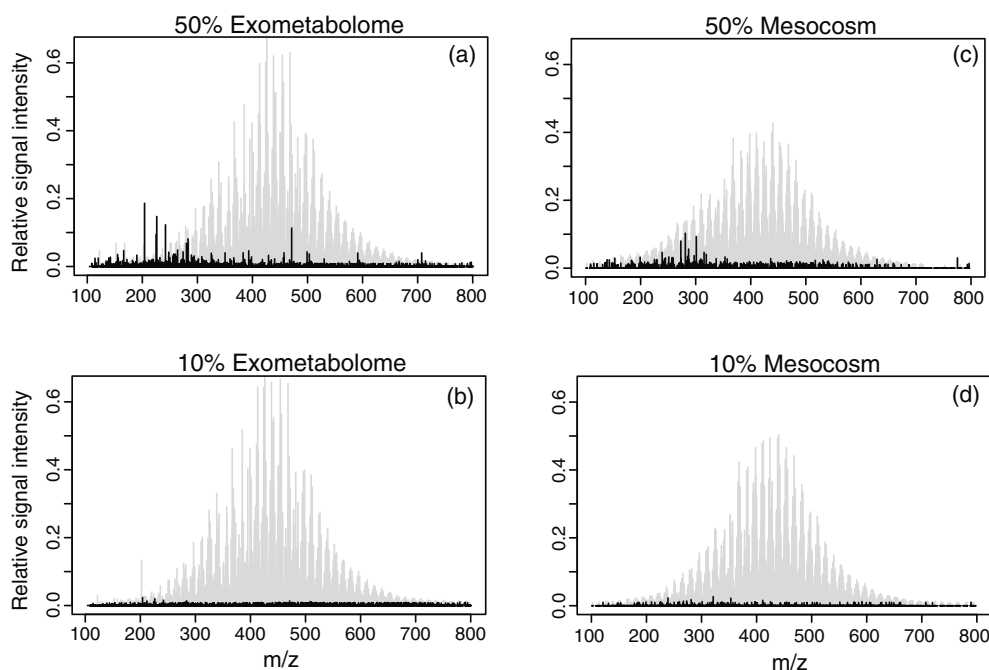 50% Exometabolome
(a)
Relative signal intensity
0.0
0.2
0.4
0.6
100 200 300 400 500 600 700 800
50% Mesocosm
(c)
0.0
0.2
0.4
0.6
100 200 300 400 500 600 700 800
10% Exometabolome
(b)
Relative signal intensity
0.0
0.2
0.4
0.6
100 200 300 400 500 600 700 800
m/z
10% Mesocosm
(d)
0.0
0.2
0.4
0.6
100 200 300 400 500 600 700 800
m/z